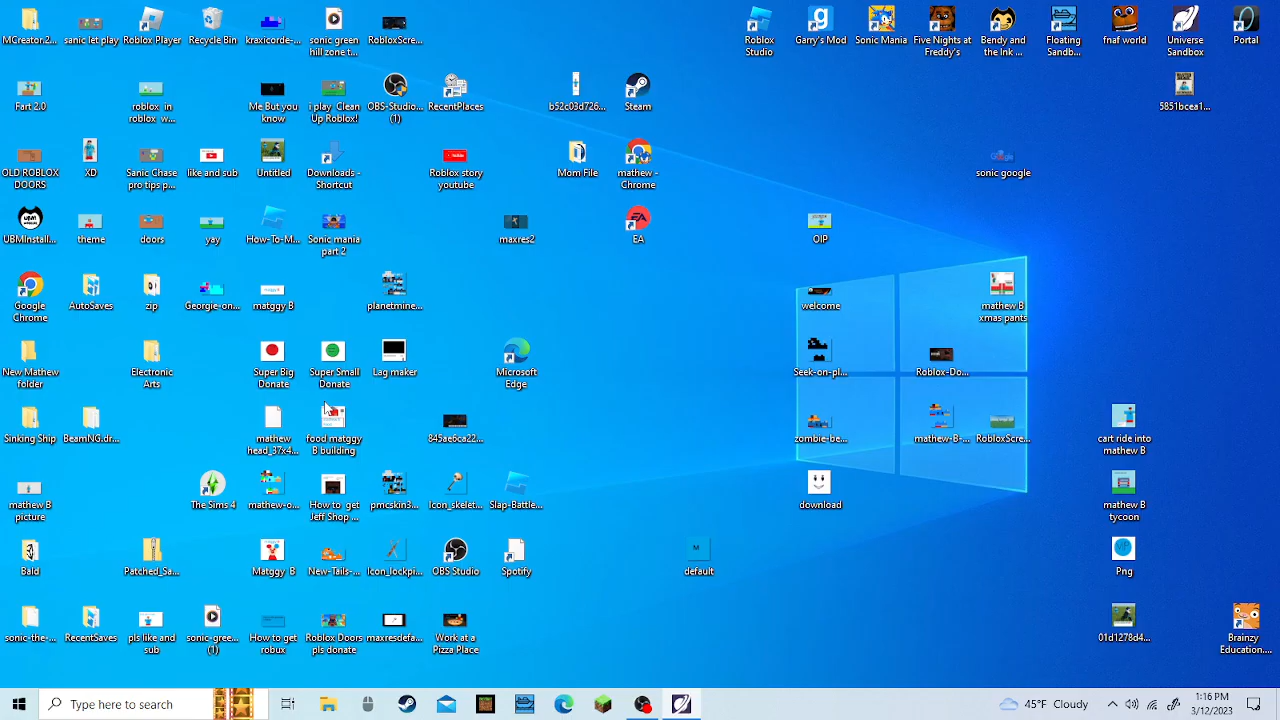 MCreator.2...
sanic let play
Roblox Player
Recycle Bin
kraxicorde-...
sonic green
hill zone t...
RobloxScre...
Roblox
Studio
Garry's Mod
Sonic Mania
Five Nights at
Freddy's
Bendy and
the Ink ...
Floating
Sandb...
fnaf world
Universe
Sandbox
Portal
Fart 2.0
roblox in
roblox w...
Me But you
know
i play Clean
Up Roblox!
OBS-Studio...
(1)
RecentPlaces
b52c03d726...
Steam
5851bcea1...
OLD ROBLOX
DOORS
XD
Sanic Chase
pro tips p...
like and sub
Untitled
Downloads -
Shortcut
Roblox story
youtube
Mom File
mathew -
Chrome
sonic google
UBMInstall...
theme
doors
yay
How-To-M...
Sonic mania
part 2
maxres2
EA
OIP
Google
Chrome
AutoSaves
zip
Georgie-on...
matggy B
planetmine...
welcome
mathew B
xmas pants
New Mathew
folder
Electronic
Arts
Super Big
Donate
Super Small
Donate
Lag maker
Microsoft
Edge
Seek-on-pl...
Roblox-Do...
Sinking Ship
BeamNG.dr...
mathew
head_37x4...
food matggy
B building
845ae6ca22...
zombie-be...
mathew-B-...
RobloxScre...
cart ride into
mathew B
mathew B
picture
The Sims 4
mathew-o...
How to get
Jeff Shop ...
pmcskin3...
Icon_skelet...
Slap-Battle...
download
mathew B
tycoon
Bald
Patched_Sa...
Matggy B
New-Tails-...
Icon_lockpi...
OBS Studio
Spotify
M
default
Png
sonic-the-...
RecentSaves
pls like and
sub
sonic-gree...
(1)
How to get
robux
Roblox Doors
pls donate
maxresdefa...
Work at a
Pizza Place
01d1278d4...
Brainzy
Education....
Type here to search
45°F Cloudy
1:16 PM
3/12/2023